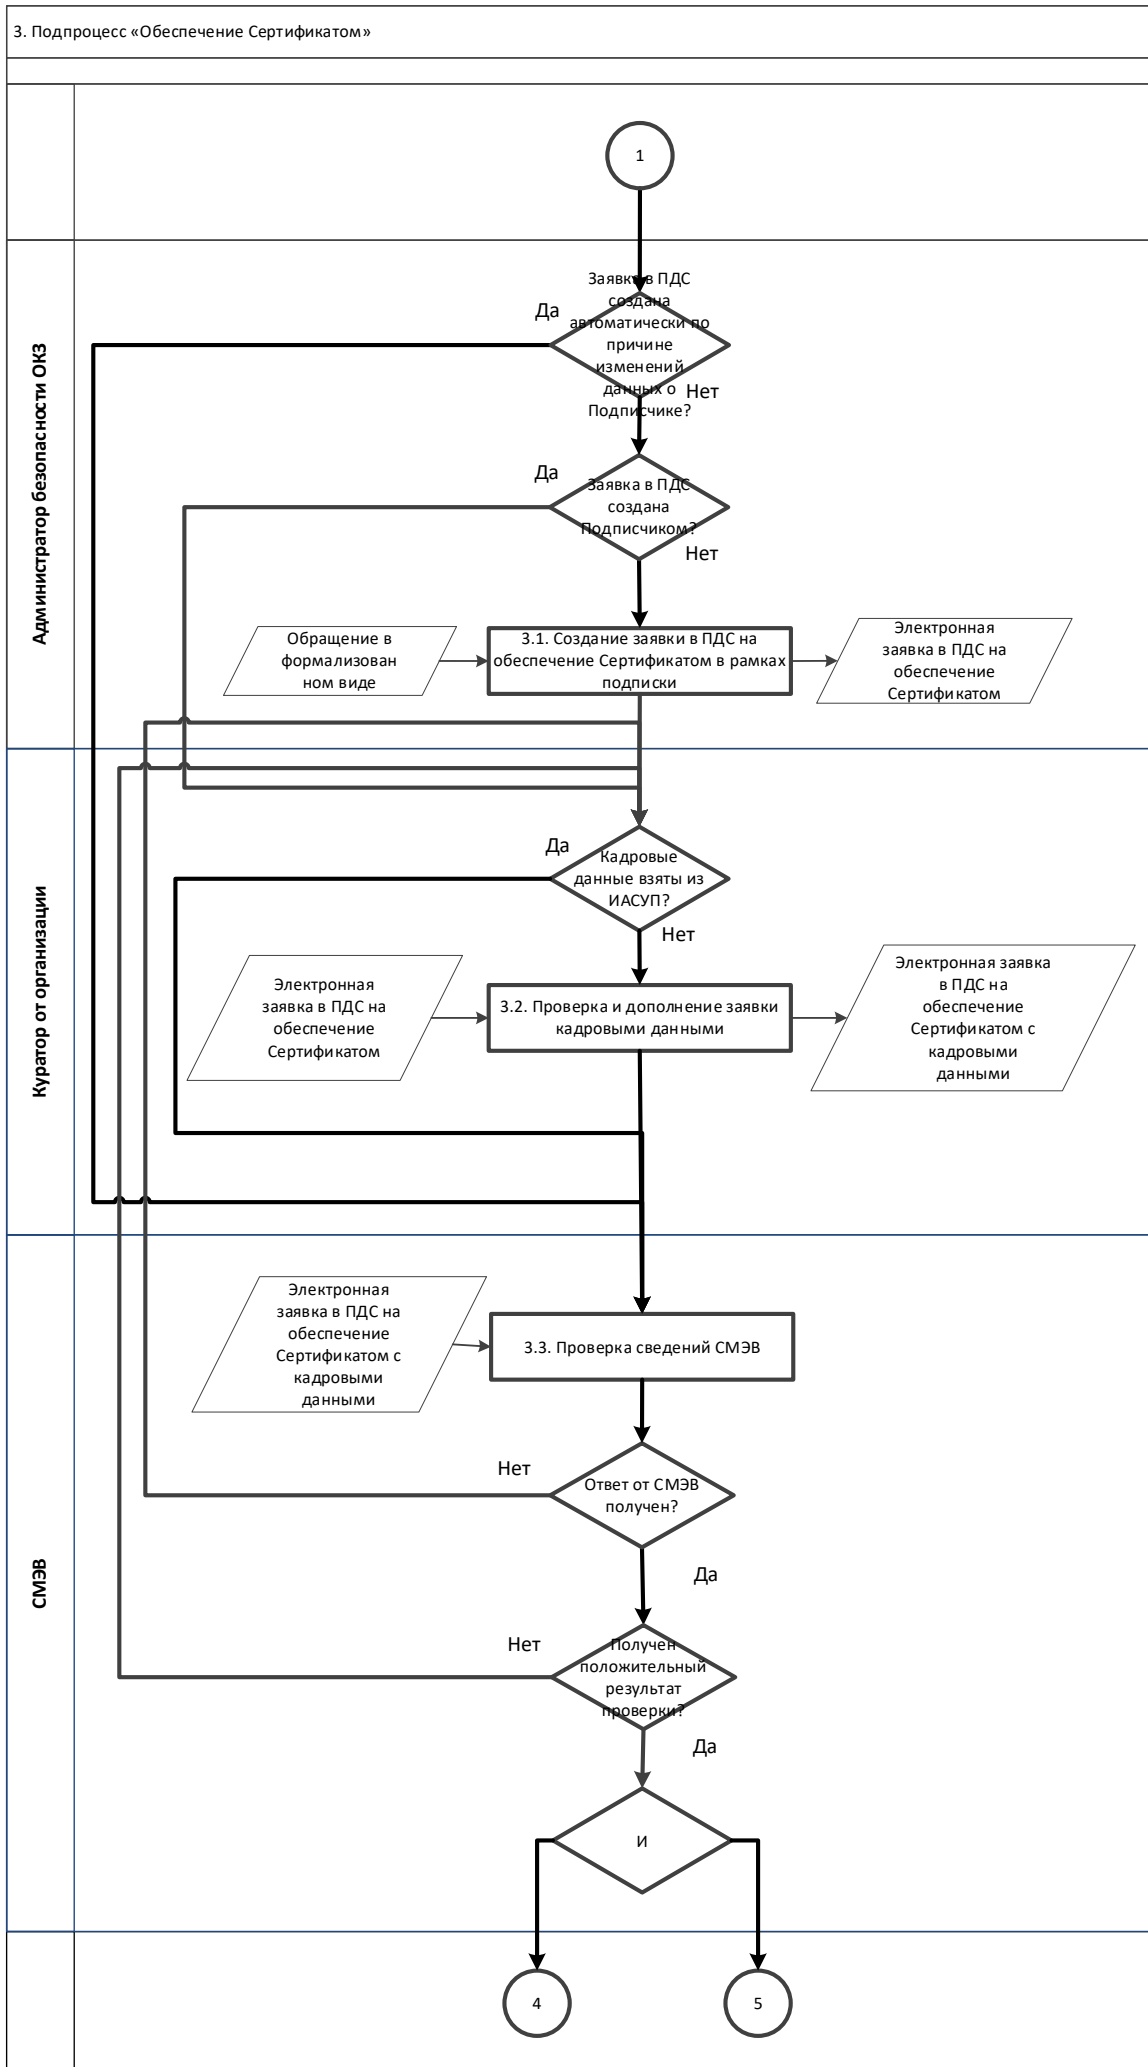 3. Подпроцесс «Обеспечение Сертификатом»
1
Администратор безопасности ОКЗ
Заявка в ПДС
создана
автоматически по
причине
изменений
данных о
Подписчике?
Да
Нет
Заявка в ПДС
создана
Подписчиком?
Да
Нет
Обращение в
формализован
ном виде
3.1. Создание заявки в ПДС на
обеспечение Сертификатом в рамках
подписки
Электронная
заявка в ПДС на
обеспечение
Сертификатом
Куратор от организации
Да
Кадровые
данные взяты из
ИАСУП?
Нет
Электронная
заявка в ПДС на
обеспечение
Сертификатом
3.2. Проверка и дополнение заявки
кадровыми данными
Электронная заявка
в ПДС на
обеспечение
Сертификатом с
кадровыми
данными
СМЭВ
Электронная
заявка в ПДС на
обеспечение
Сертификатом с
кадровыми
данными
3.3. Проверка сведений СМЭВ
Нет
Ответ от СМЭВ
получен?
Да
Нет
Получен
положительный
результат
проверки?
Да
И
4
5